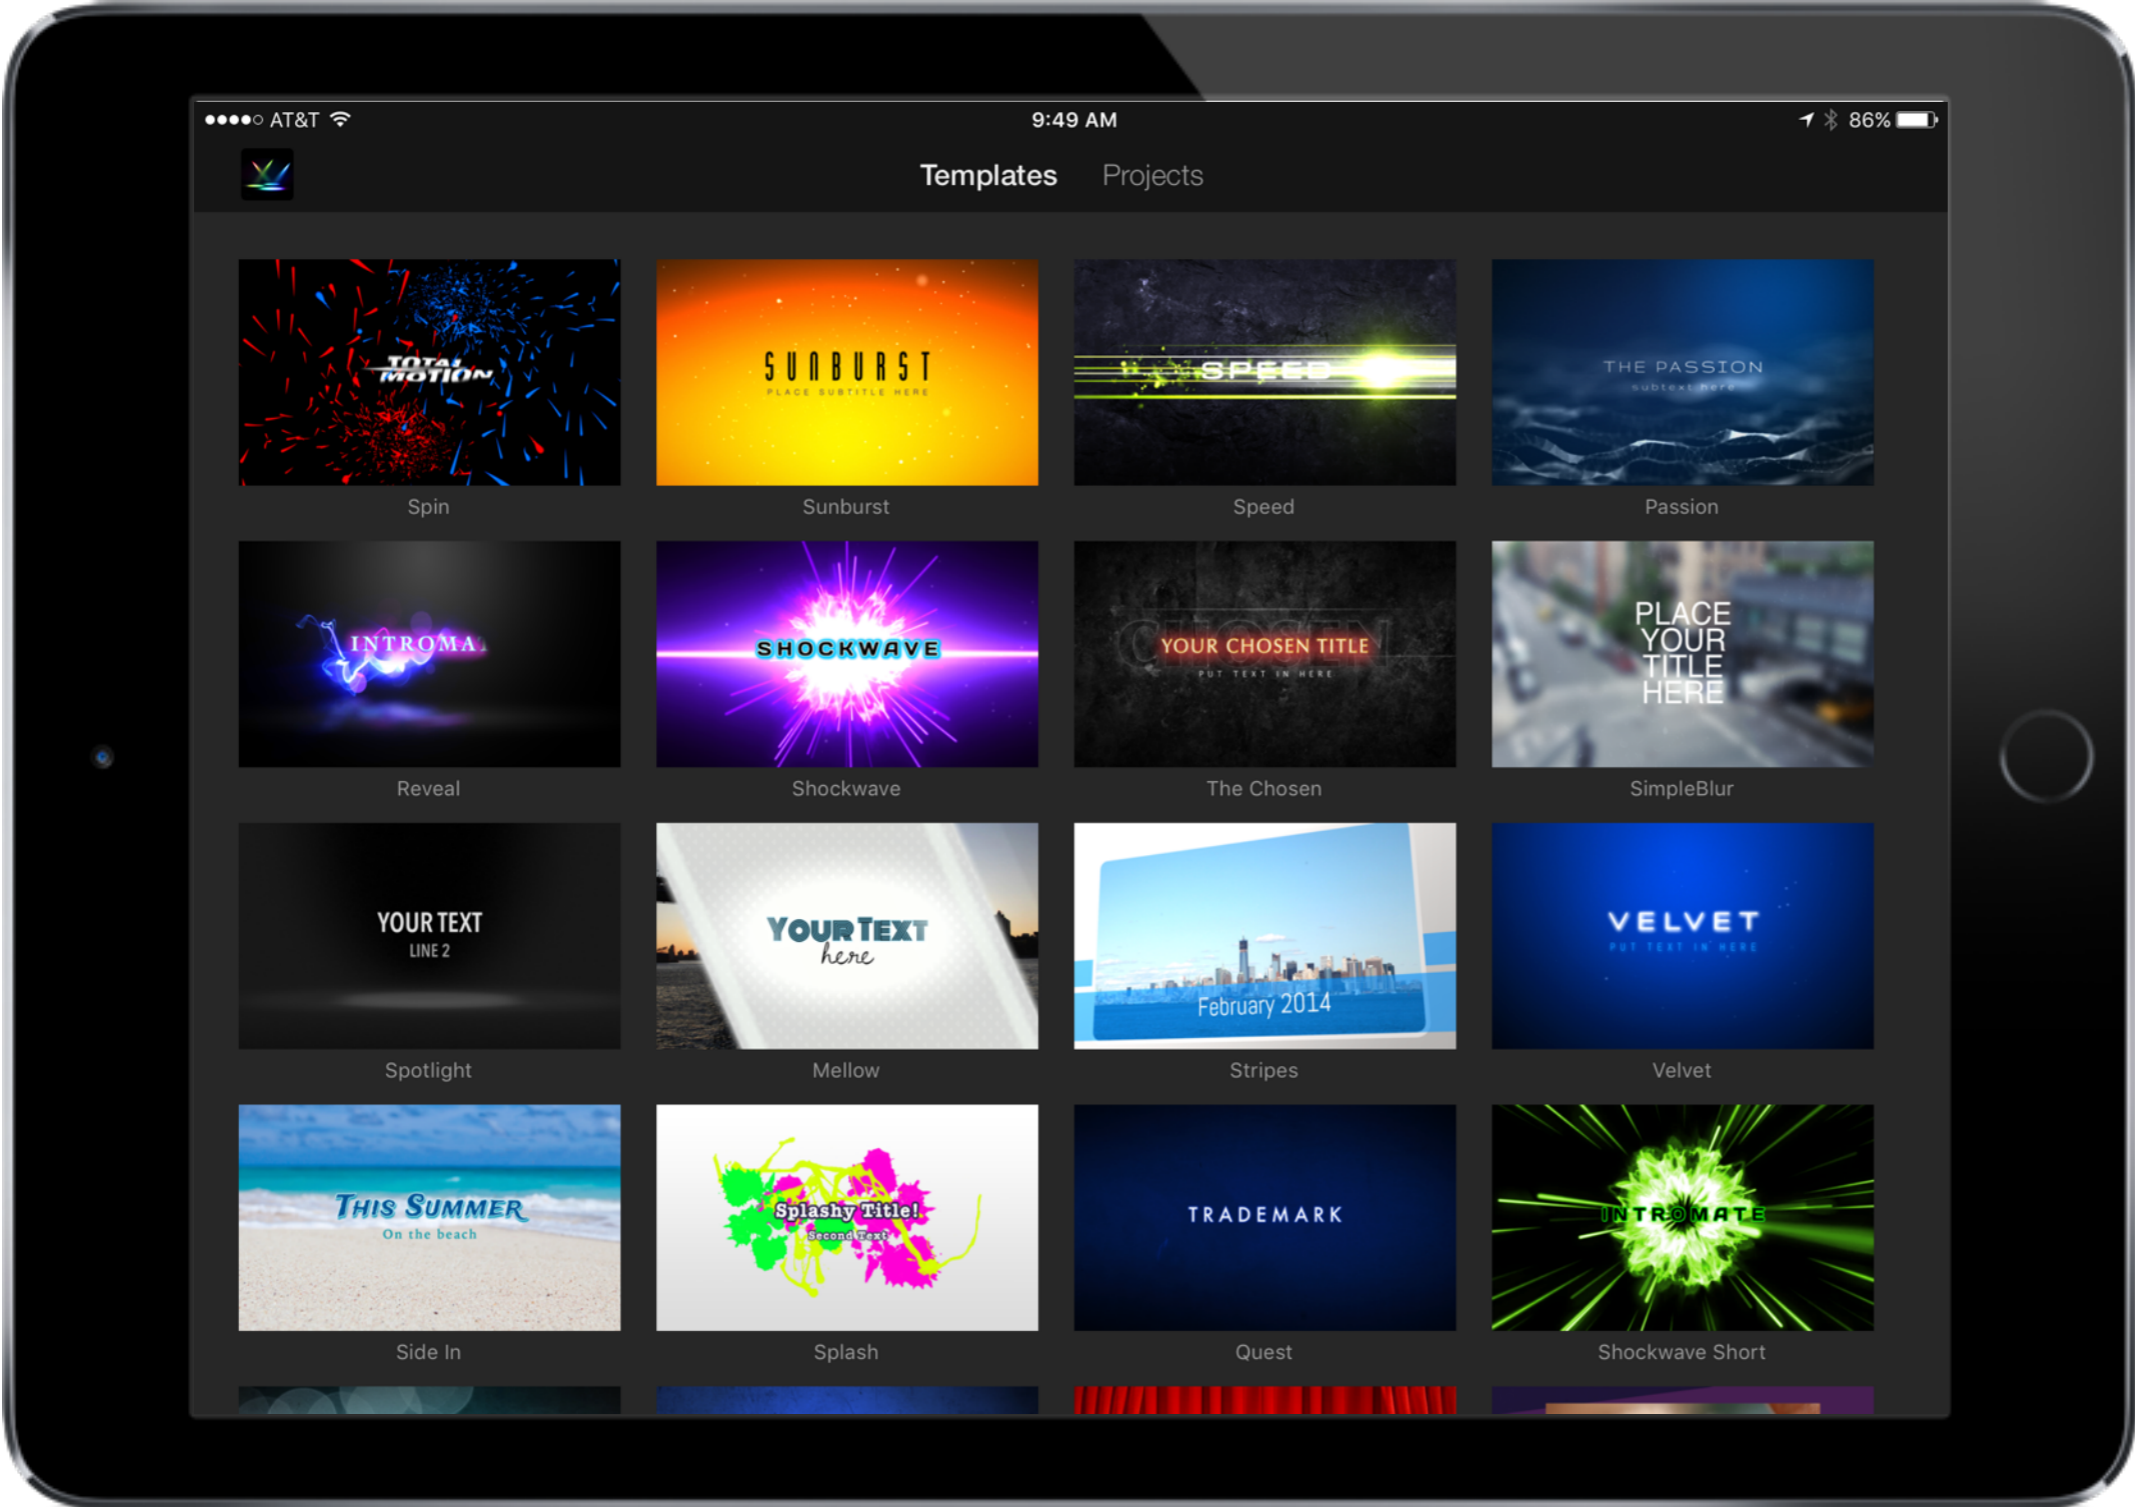 AT&T
9:49 AM
86%
Templates Projects
TOTAL
MOTION
SUNBURST
PLACE SUBTITLE HERE
SPEED
THE PASSION
subtext here
Spin
Sunburst
Speed
Passion
INTROMA
SHOCKWAVE
CHOSEN
YOUR CHOSEN TITLE
PUT TEXT IN HERE
PLACE
YOUR
TITLE
HERE
Reveal
Shockwave
The Chosen
SimpleBlur
YOUR TEXT
LINE 2
YOUR TEXT
here
February 2014
VELVET
PUT TEXT IN HERE
Spotlight
Mellow
Stripes
Velvet
THIS SUMMER
On the beach
Splashy Title!
Second Text
TRADEMARK
INTROMATE
Side In
Splash
Quest
Shockwave Short